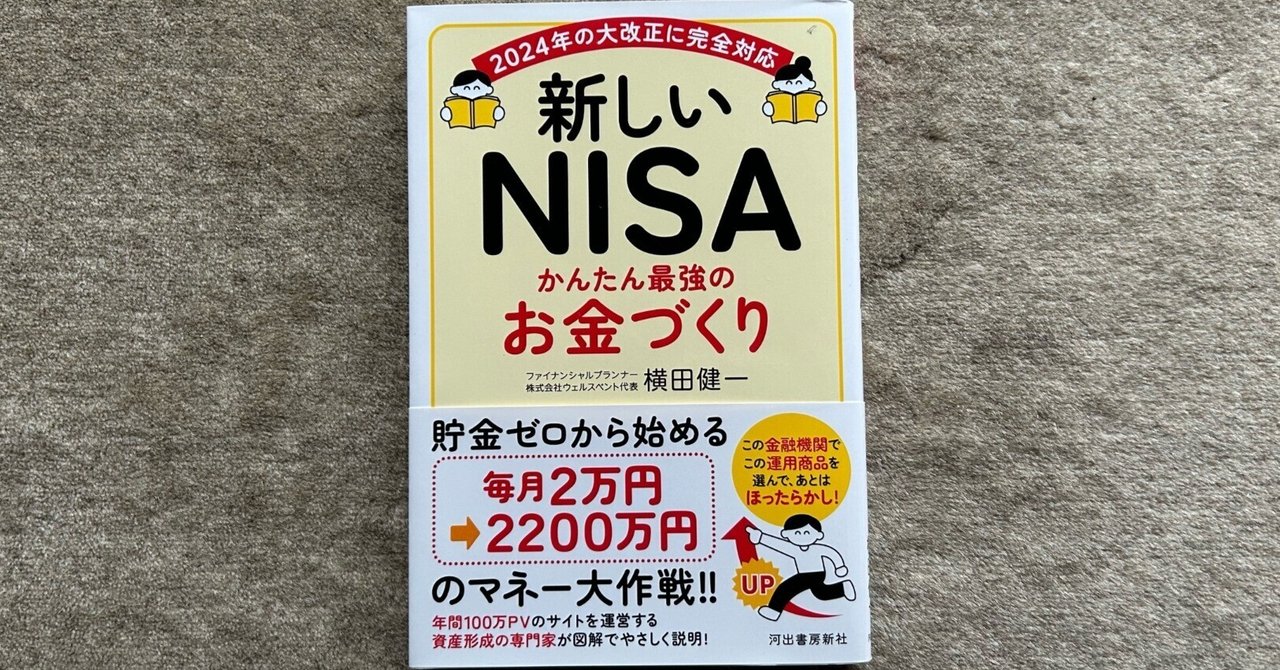 2024年の大改正に完全対応
新しい
NISA
かんたん最強の
お金づくり
ファイナンシャルプランナー
株式会社ウェルスペント代表 横田健一
貯金ゼロから始める
毎月2万円
➡2200万円
のマネー大作戦!!
年間100万PVのサイトを運営する
資産形成の専門家が図解でやさしく説明!
この金融機関で
この運用商品を
選んで、あとは
ほったらかし!
UP
河出書房新社